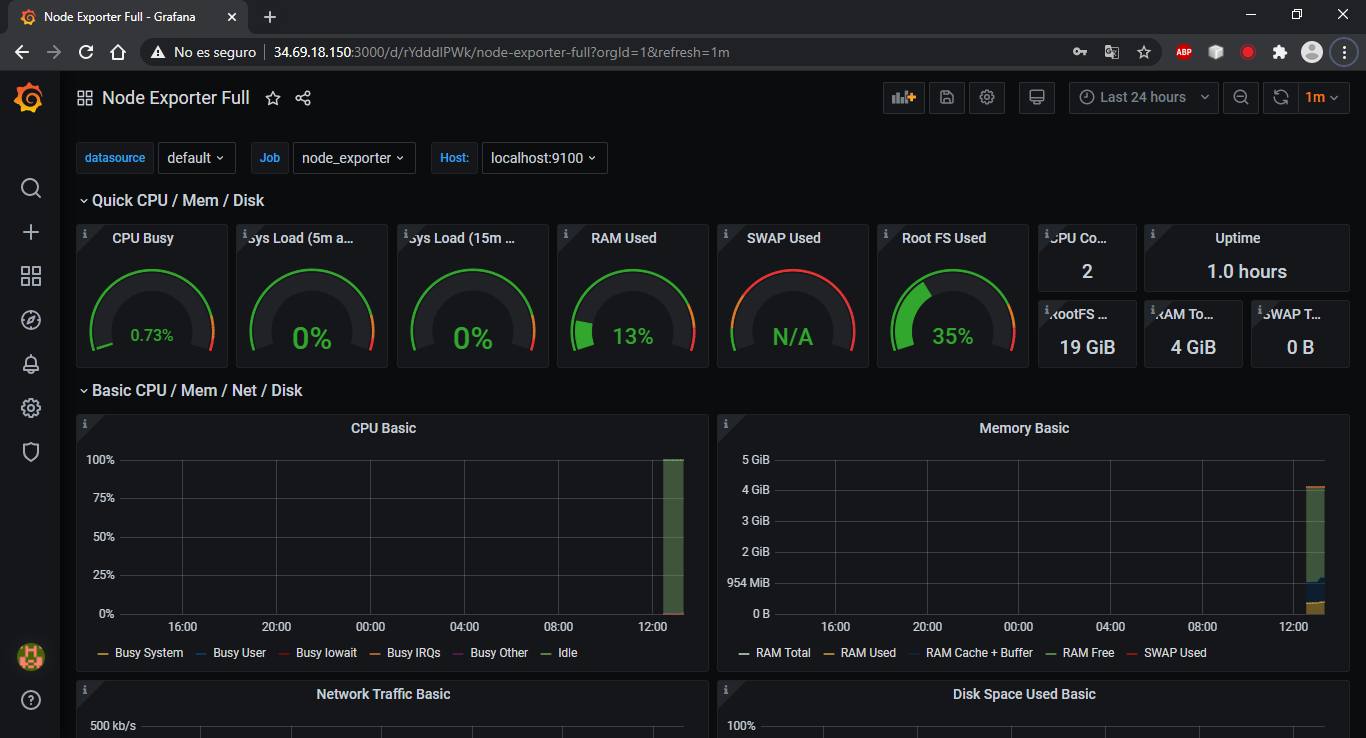 Node Exporter Full - Grafana
No es seguro | 34.69.18.150:3000/d/rYdddlPWk/node-exporter-full?orgId=1&refresh=1m
ABP
Node Exporter Full
Last 24 hours
1m
datasource default Job node_exporter Host: localhost:9100
Quick CPU / Mem / Disk
CPU Busy
0.73%
Sys Load (5m a...
0%
Sys Load (15m ...
0%
RAM Used
13%
SWAP Used
N/A
Root FS Used
35%
CPU Co...
2
Uptime
1.0 hours
RootFS ...
19 GiB
RAM To...
4 GiB
SWAP T...
0 B
Basic CPU / Mem / Net / Disk
CPU Basic
100%
75%
50%
25%
0%
16:00 20:00 00:00 04:00 08:00 12:00
Busy System Busy User Busy Iowait Busy IRQs Busy Other Idle
Memory Basic
5 GiB
4 GiB
3 GiB
2 GiB
954 MiB
0 B
16:00 20:00 00:00 04:00 08:00 12:00
RAM Total RAM Used RAM Cache + Buffer RAM Free SWAP Used
Network Traffic Basic
500 kb/s
Disk Space Used Basic
100%